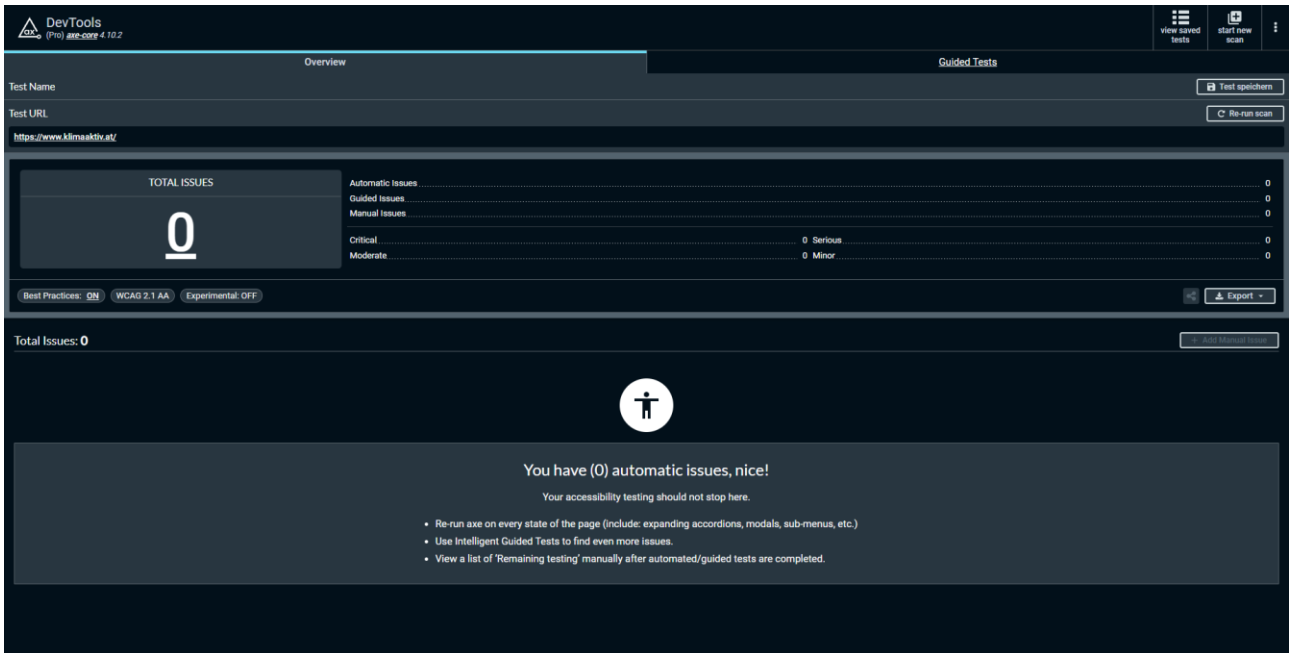 DevTools
(Pro) axe-core 4.10.2
view saved tests
start new scan
Overview
Guided Tests
Test Name
Test speichern
Test URL
Re-run scan
https://www.klimaaktiv.at/
TOTAL ISSUES
0
Automatic Issues 0
Guided Issues 0
Manual Issues 0
Critical 0 Serious 0
Moderate 0 Minor 0
Best Practices: ON
WCAG 2.1 AA
Experimental: OFF
Export
Total Issues: 0
+ Add Manual Issue
You have (0) automatic issues, nice!
Your accessibility testing should not stop here.
• Re-run axe on every state of the page (include: expanding accordions, modals, sub-menus, etc.)
• Use Intelligent Guided Tests to find even more issues.
• View a list of 'Remaining testing' manually after automated/guided tests are completed.